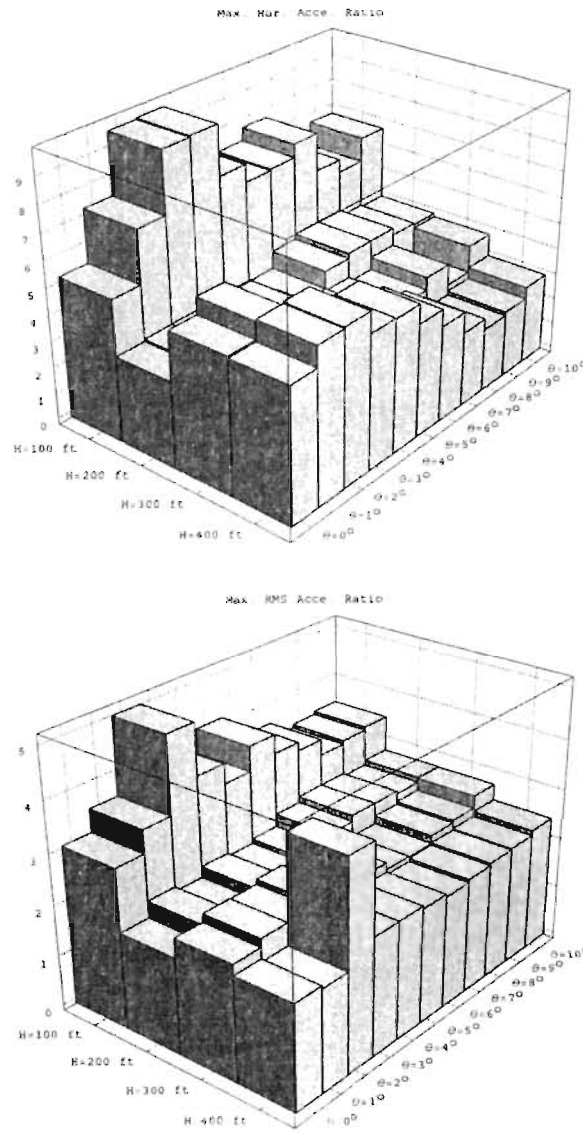 Max. Har. Acce. Ratio
9
8
7
6
5
4
3
2
1
0
H=100 ft
H=200 ft
H=300 ft
H=400 ft
θ=0°
θ=1°
θ=2°
θ=3°
θ=4°
θ=5°
θ=6°
θ=7°
θ=8°
θ=9°
θ=10°
Max. RMS Acce. Ratio
5
4
3
2
1
0
H=100 ft
H=200 ft
H=300 ft
H 400 ft
0°
θ=1°
θ=2°
θ=3°
θ=4°
θ=5°
θ=6°
θ=7°
θ=8°
θ=9°
θ=10°